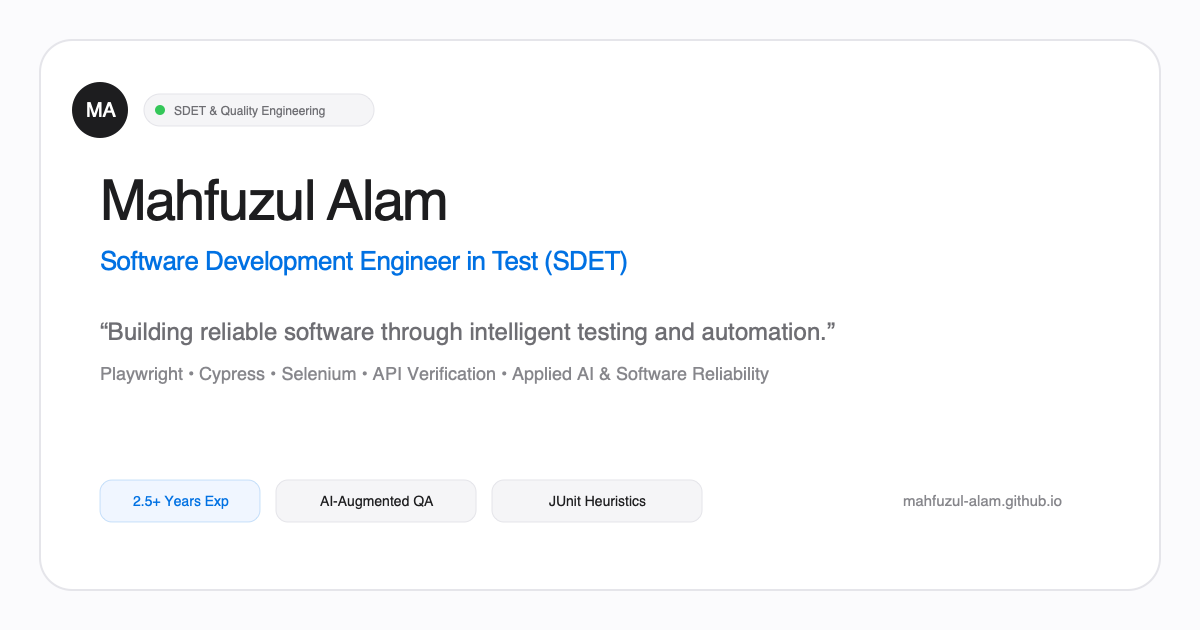 MA
SDET & Quality Engineering
Mahfuzul Alam
Software Development Engineer in Test (SDET)
“Building reliable software through intelligent testing and automation.”
Playwright • Cypress • Selenium • API Verification • Applied AI & Software Reliability
2.5+ Years Exp
AI-Augmented QA
JUnit Heuristics
mahfuzul-alam.github.io